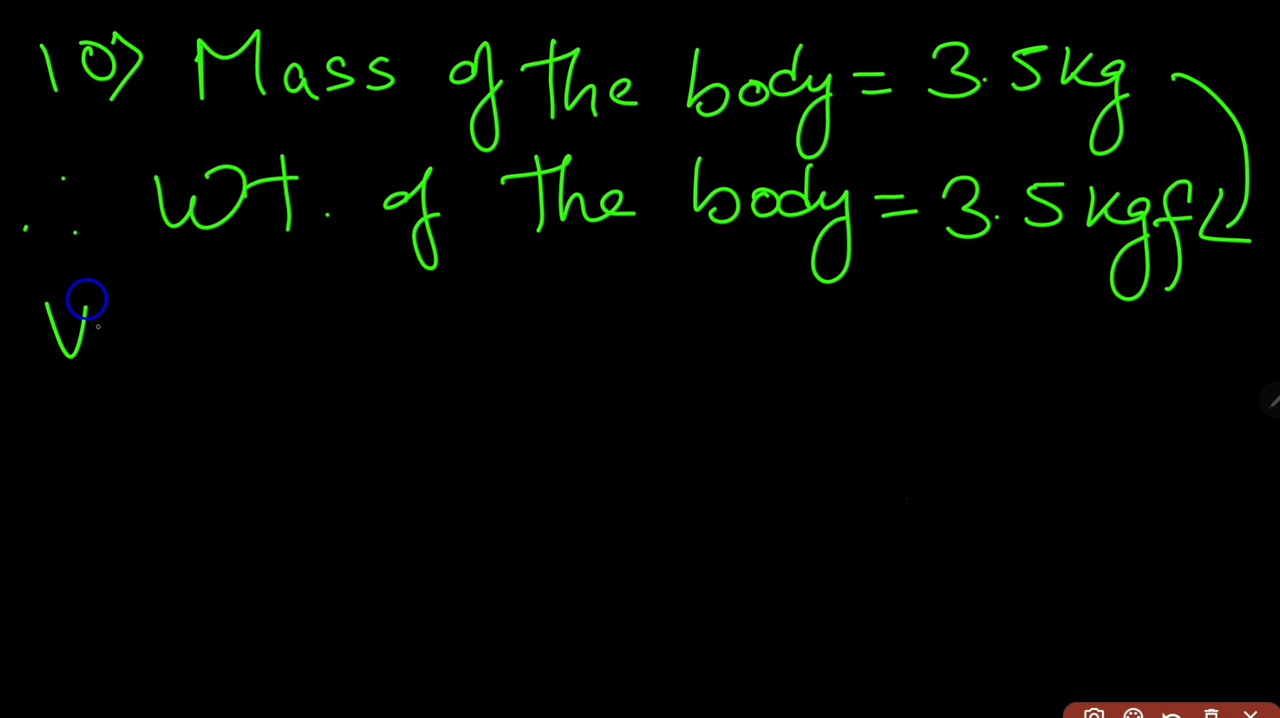 10) Mass of the body = 3.5kg
∴ Wt. of the body = 3.5kgf
V